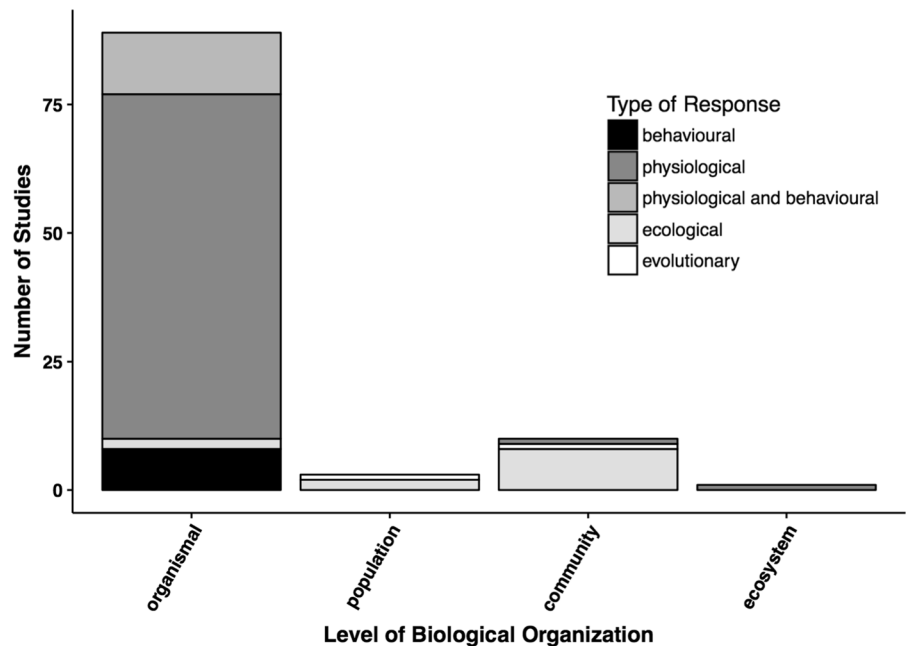 Number of Studies
75
50
25
0
Type of Response
behavioural
physiological
physiological and behavioural
ecological
evolutionary
organismal
population
community
ecosystem
Level of Biological Organization